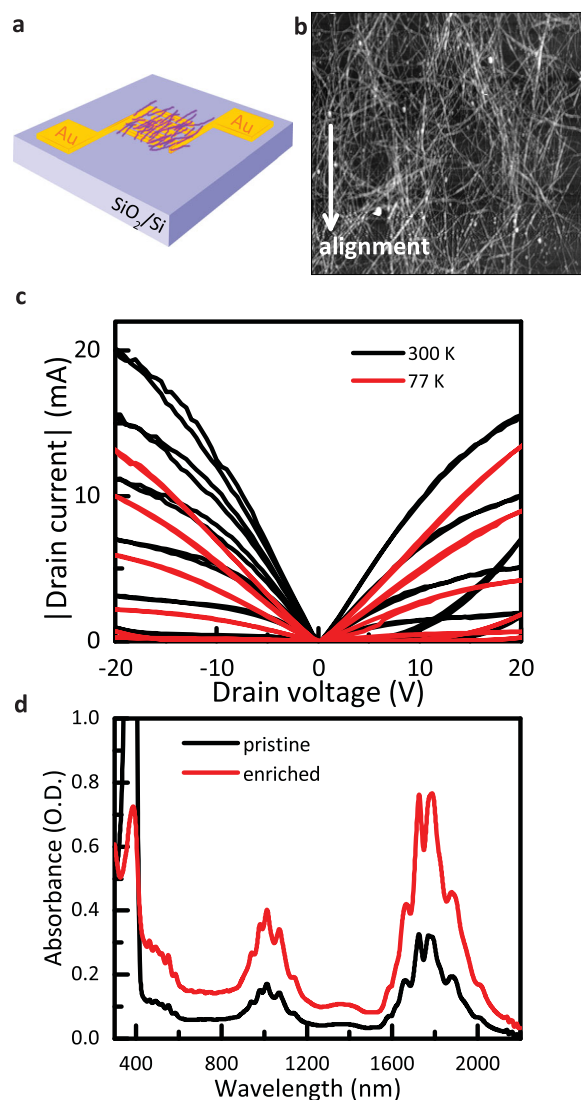 a
Au
Au
SiO2/Si
b
alignment
c
|Drain current| (mA)
20
10
0
300 K
77 K
-20
-10
0
10
20
Drain voltage (V)
d
Absorbance (O.D.)
1.0
0.8
0.6
0.4
0.2
0.0
pristine
enriched
400
800
1200
1600
2000
Wavelength (nm)